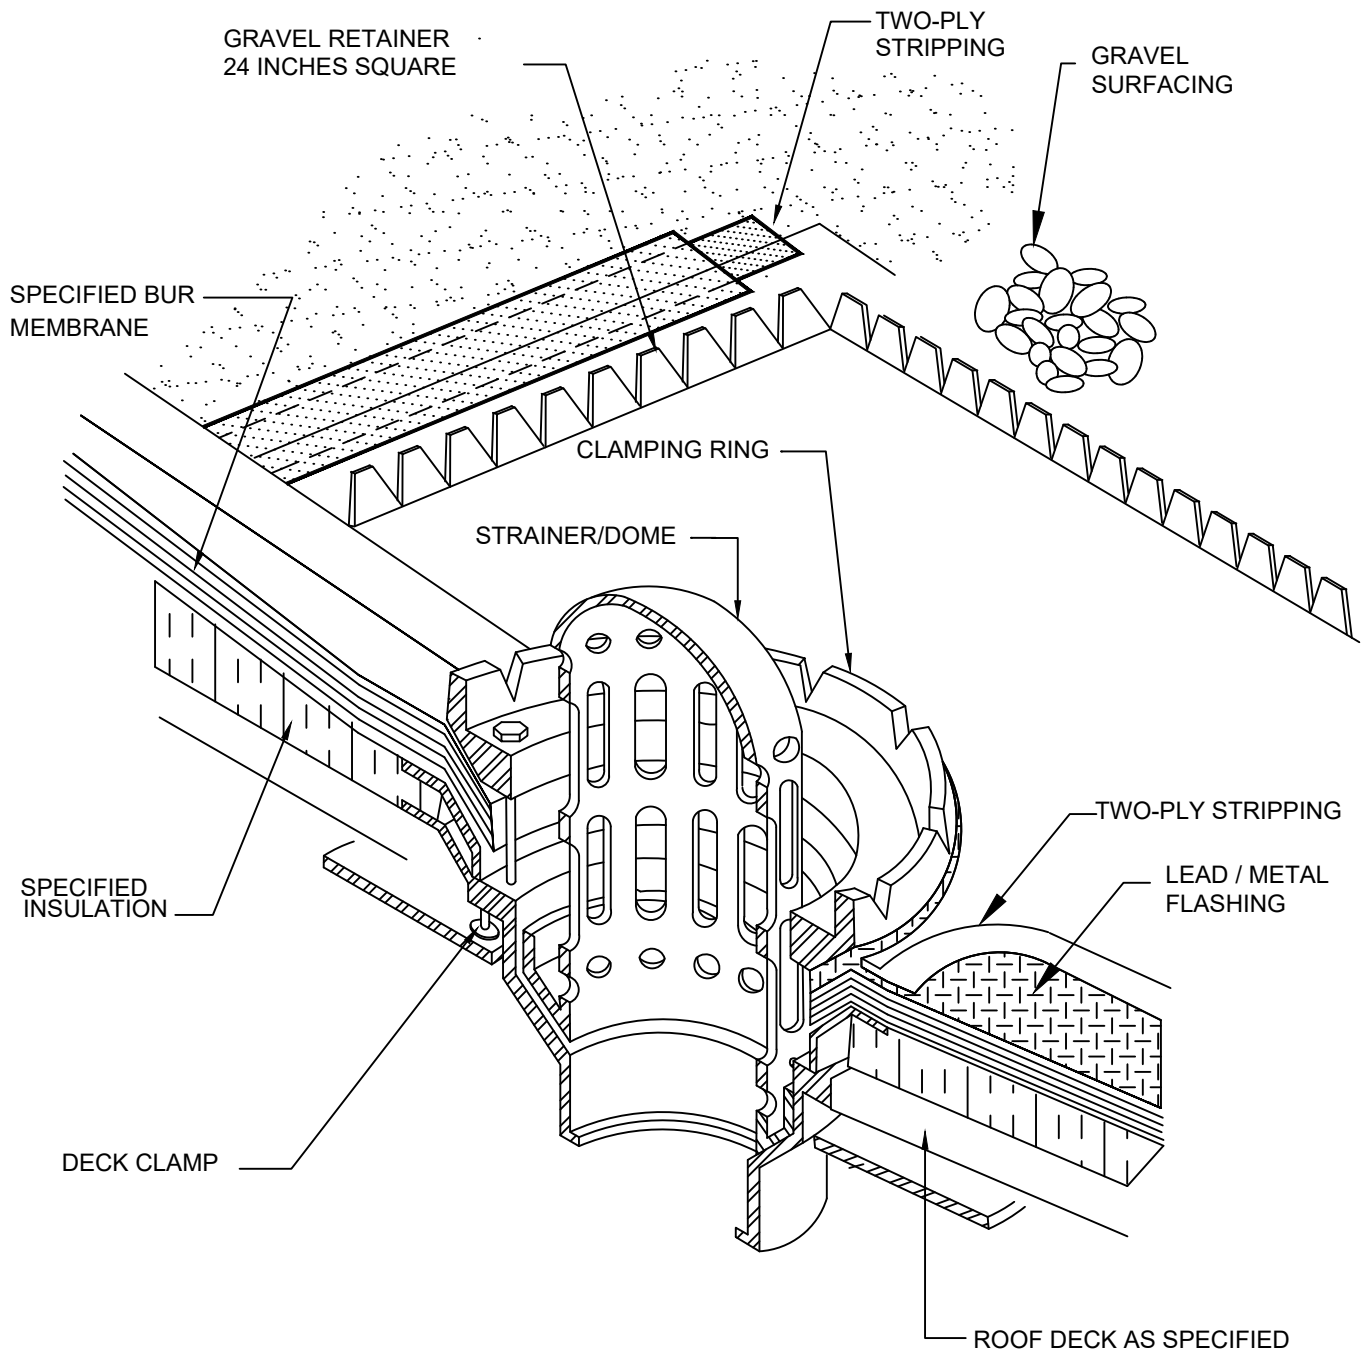 TWO-PLY
STRIPPING
GRAVEL RETAINER
24 INCHES SQUARE
GRAVEL
SURFACING
SPECIFIED BUR
MEMBRANE
CLAMPING RING
STRAINER/DOME
TWO-PLY STRIPPING
LEAD / METAL
FLASHING
SPECIFIED
INSULATION
DECK CLAMP
ROOF DECK AS SPECIFIED